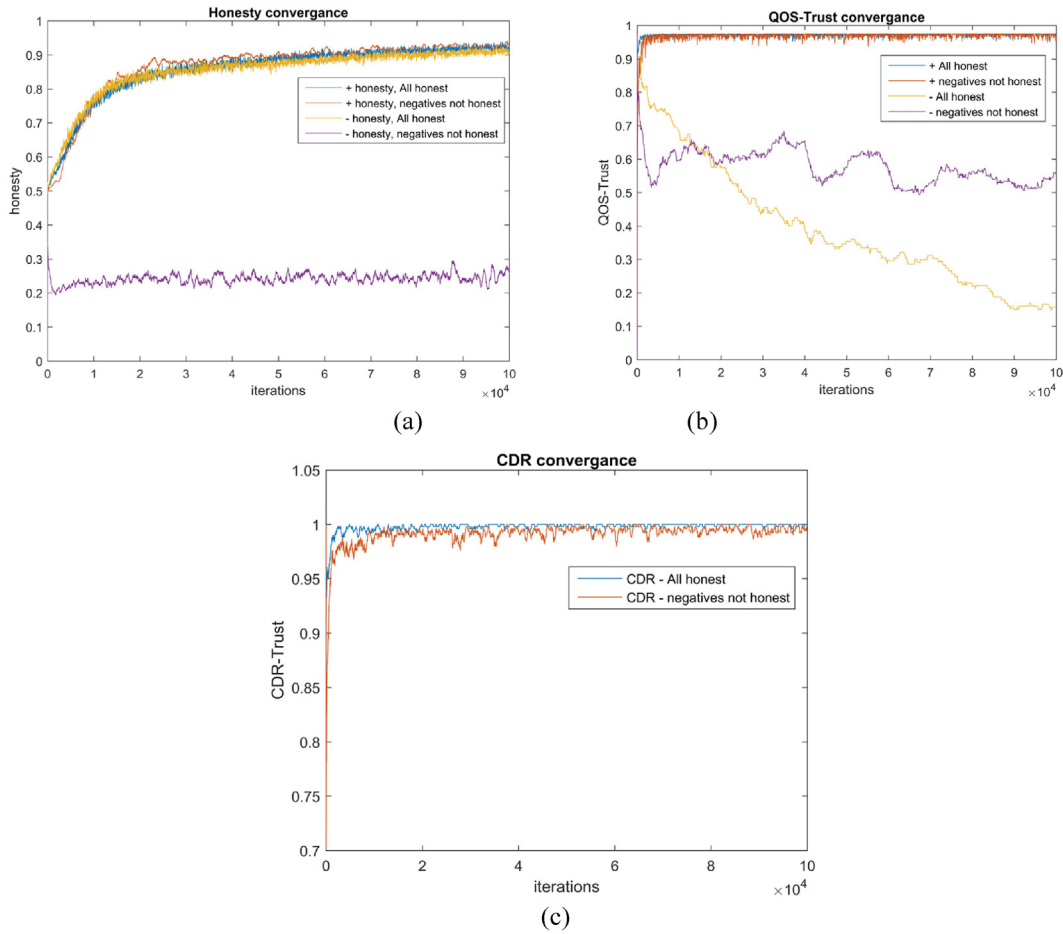 Honesty convergance
1
0.9
0.8
0.7
0.6
0.5
0.4
0.3
0.2
0.1
0
honesty
+ honesty, All honest
+ honesty, negatives not honest
- honesty, All honest
- honesty, negatives not honest
0 1 2 3 4 5 6 7 8 9 10
iterations
×10⁴
(a)
QOS-Trust convergance
1
0.9
0.8
0.7
0.6
0.5
0.4
0.3
0.2
0.1
0
QOS-Trust
+ All honest
+ negatives not honest
- All honest
- negatives not honest
0 1 2 3 4 5 6 7 8 9 10
iterations
×10⁴
(b)
CDR convergance
1.05
1
0.95
0.9
0.85
0.8
0.75
0.7
CDR-Trust
CDR - All honest
CDR - negatives not honest
0 2 4 6 8 10
iterations
×10⁴
(c)